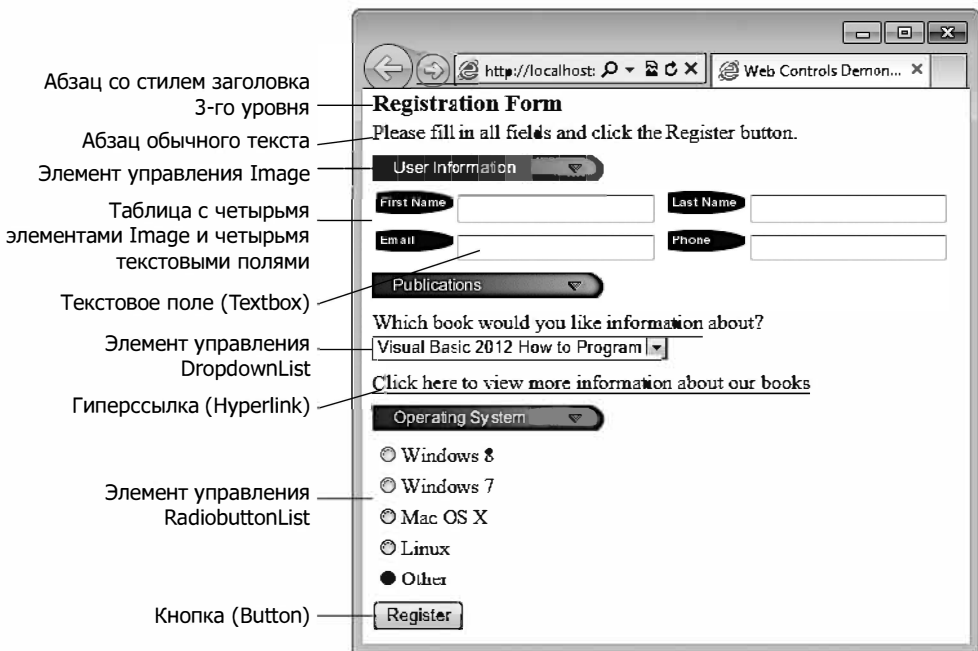 http://localhost:
Web Controls Demon... ×
Абзац со стилем заголовка
3-го уровня
Registration Form
Абзац обычного текста
Please fill in all fields and click the Register button.
Элемент управления Image
User Information
Таблица с четырьмя
элементами Image и четырьмя
текстовыми полями
First Name
Last Name
Email
Phone
Текстовое поле (Textbox)
Publications
Which book would you like information about?
Элемент управления
DropdownList
Visual Basic 2012 How to Program
Гиперссылка (Hyperlink)
Click here to view more information about our books
Operating System
Элемент управления
RadiobuttonList
Windows 8
Windows 7
Mac OS X
Linux
Other
Кнопка (Button)
Register